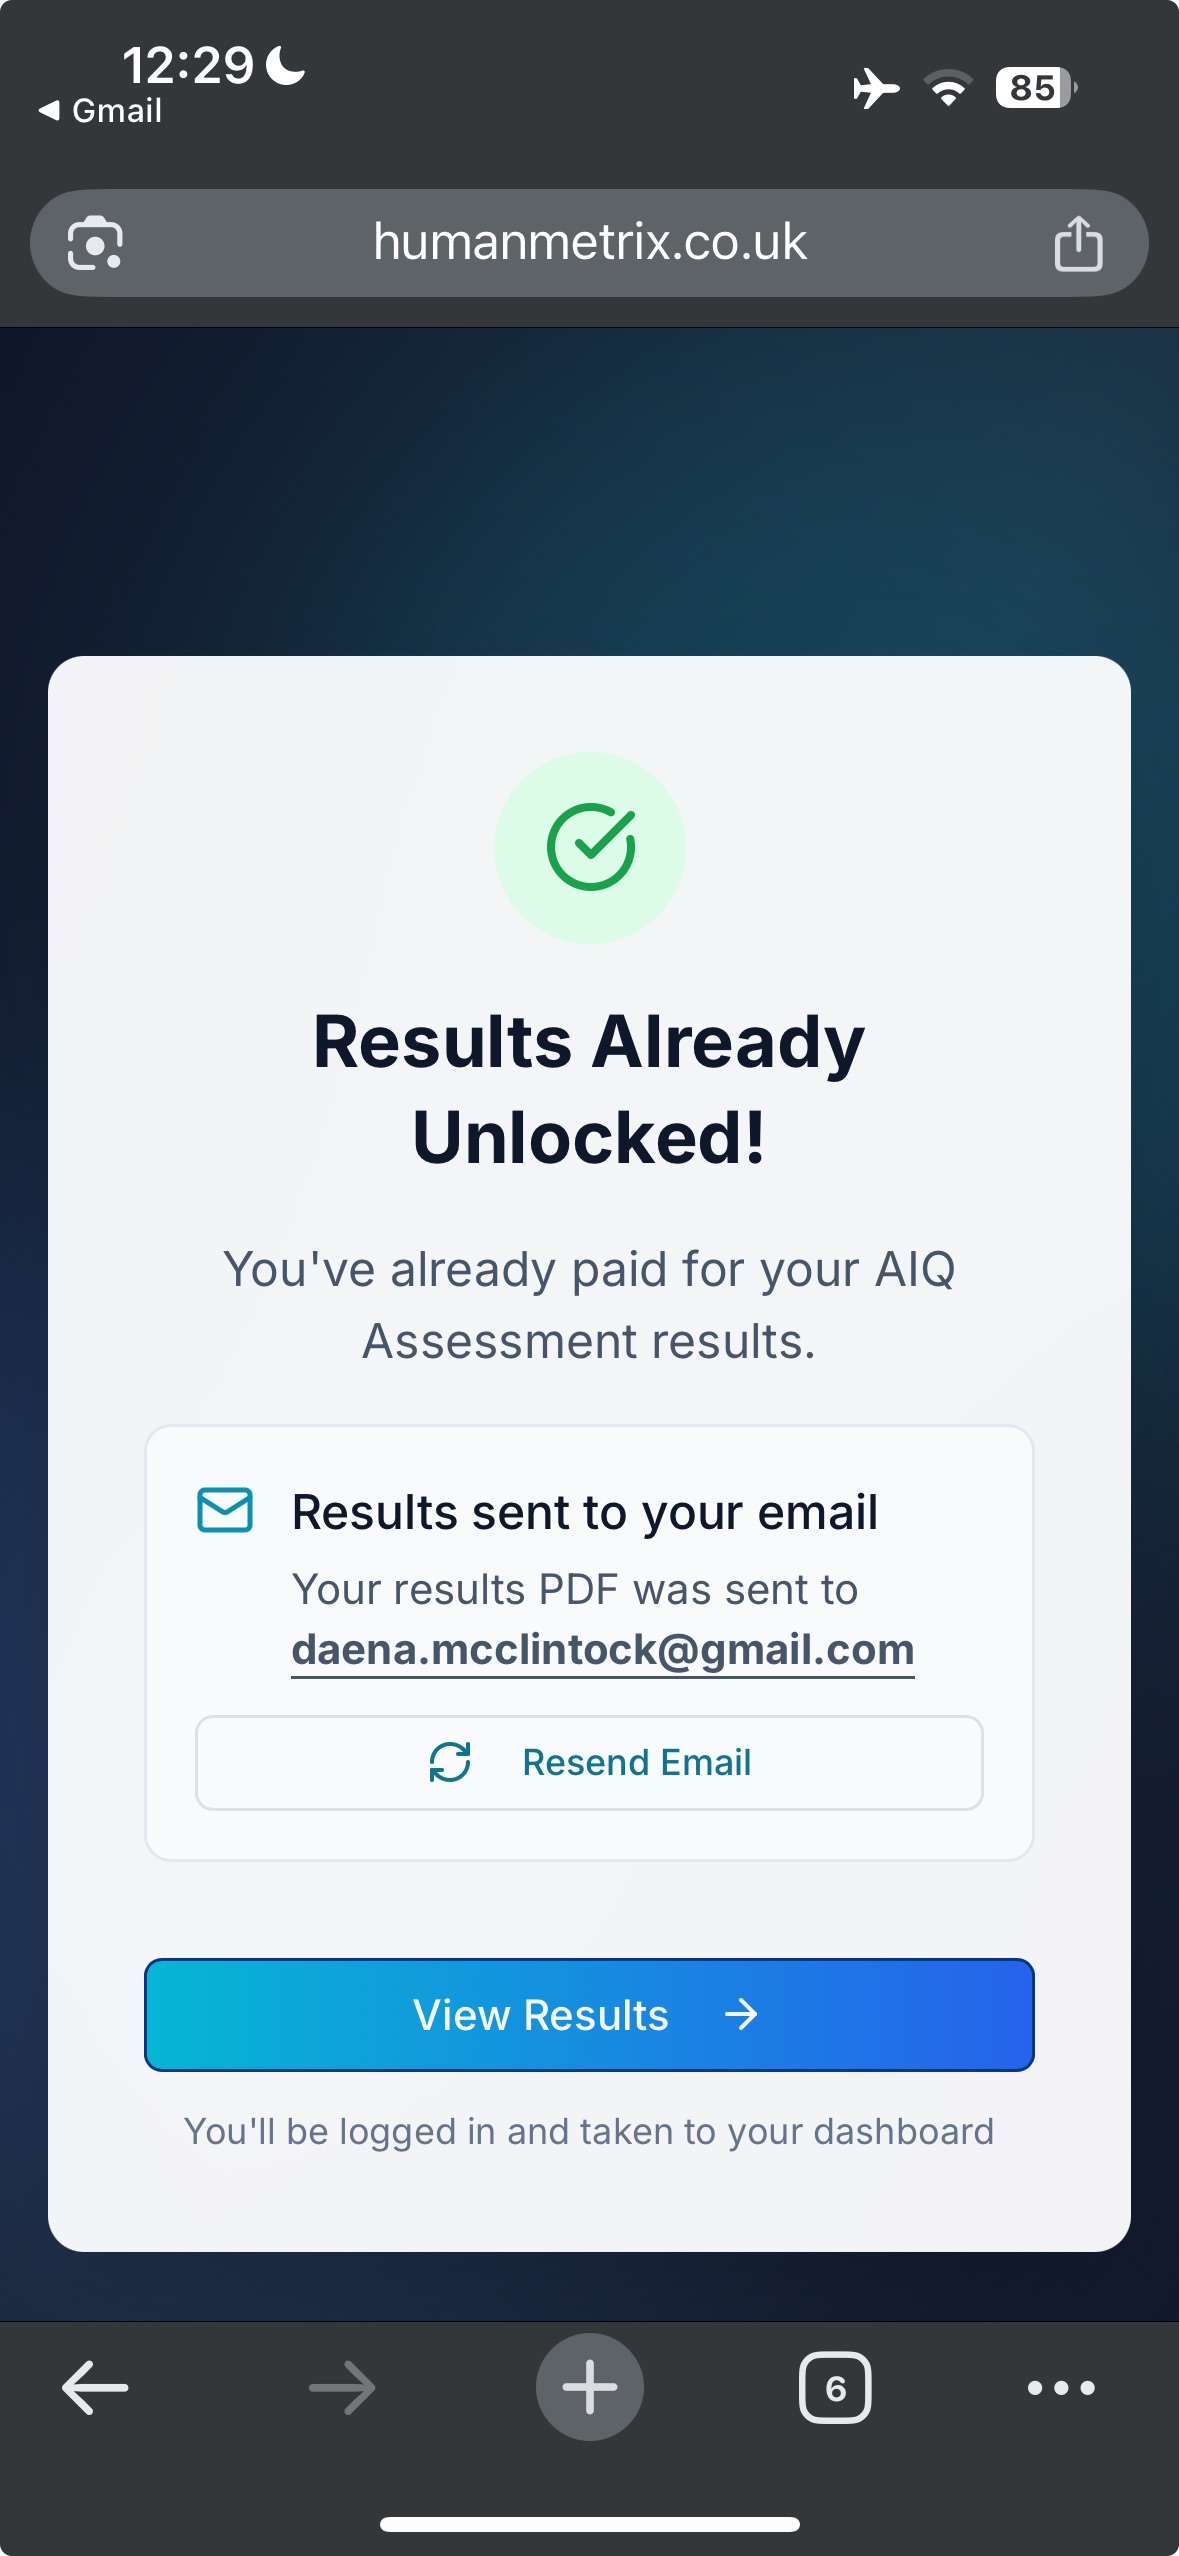 12:29
Gmail
85
humanmetrix.co.uk
Results Already
Unlocked!
You've already paid for your AIQ
Assessment results.
Results sent to your email
Your results PDF was sent to
daena.mcclintock@gmail.com
Resend Email
View Results
You'll be logged in and taken to your dashboard
6